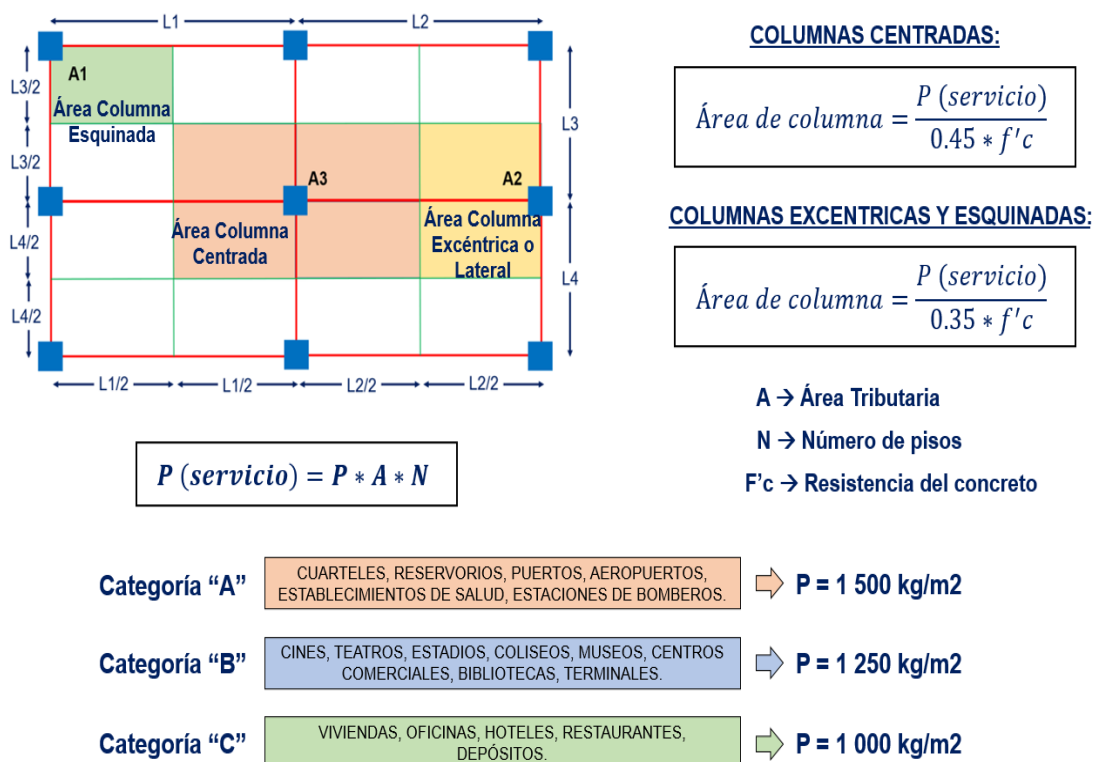 L1
L2
A1
Área Columna
Esquinada
L3/2
L3/2
L3
A3
A2
Área Columna
Centrada
Área Columna
Excéntrica o
Lateral
L4/2
L4/2
L4
L1/2
L1/2
L2/2
L2/2
P (servicio) = P * A * N
COLUMNAS CENTRADAS:
Área de columna = P (servicio) / 0.45 * f'c
COLUMNAS EXCENTRICAS Y ESQUINADAS:
Área de columna = P (servicio) / 0.35 * f'c
A → Área Tributaria
N → Número de pisos
F'c → Resistencia del concreto
Categoría “A”
CUARTELES, RESERVORIOS, PUERTOS, AEROPUERTOS,
ESTABLECIMIENTOS DE SALUD, ESTACIONES DE BOMBEROS.
P = 1 500 kg/m2
Categoría “B”
CINES, TEATROS, ESTADIOS, COLISEOS, MUSEOS, CENTROS
COMERCIALES, BIBLIOTECAS, TERMINALES.
P = 1 250 kg/m2
Categoría “C”
VIVIENDAS, OFICINAS, HOTELES, RESTAURANTES,
DEPÓSITOS.
P = 1 000 kg/m2